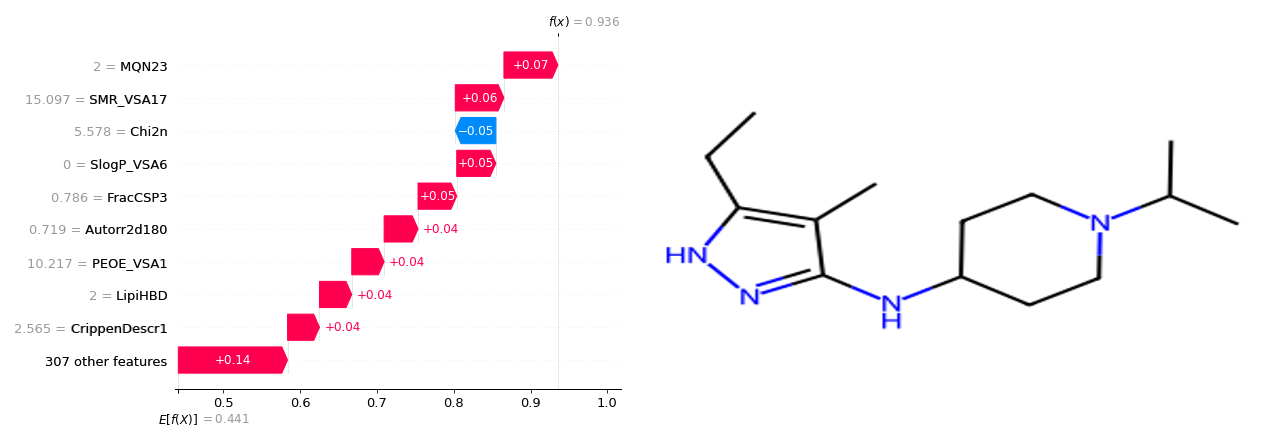 f(x) = 0.936
2 = MQN23
+0.07
15.097 = SMR_VSA17
+0.06
5.578 = Chi2n
−0.05
0 = SlogP_VSA6
+0.05
0.786 = FracCSP3
+0.05
0.719 = Autorr2d180
+0.04
10.217 = PEOE_VSA1
+0.04
2 = LipiHBD
+0.04
2.565 = CrippenDescr1
+0.04
307 other features
+0.14
0.5 0.6 0.7 0.8 0.9 1.0
E[f(X)] = 0.441
N
HN
N
N
H